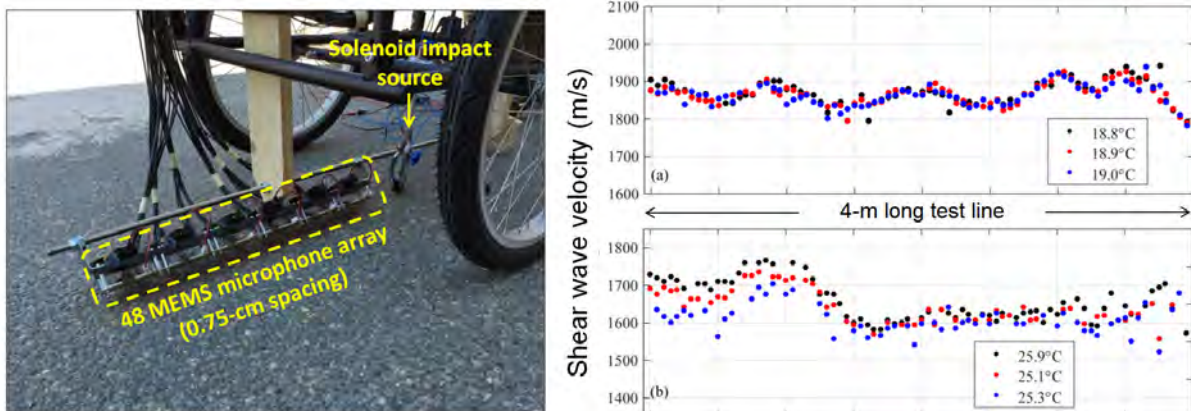 Solenoid impact
source
48 MEMS microphone array
(0.75-cm spacing)
Shear wave velocity (m/s)
2100
2000
1900
1800
1700
1600
(a)
18.8°C
18.9°C
19.0°C
4-m long test line
1800
1700
1600
1500
1400
(b)
25.9°C
25.1°C
25.3°C